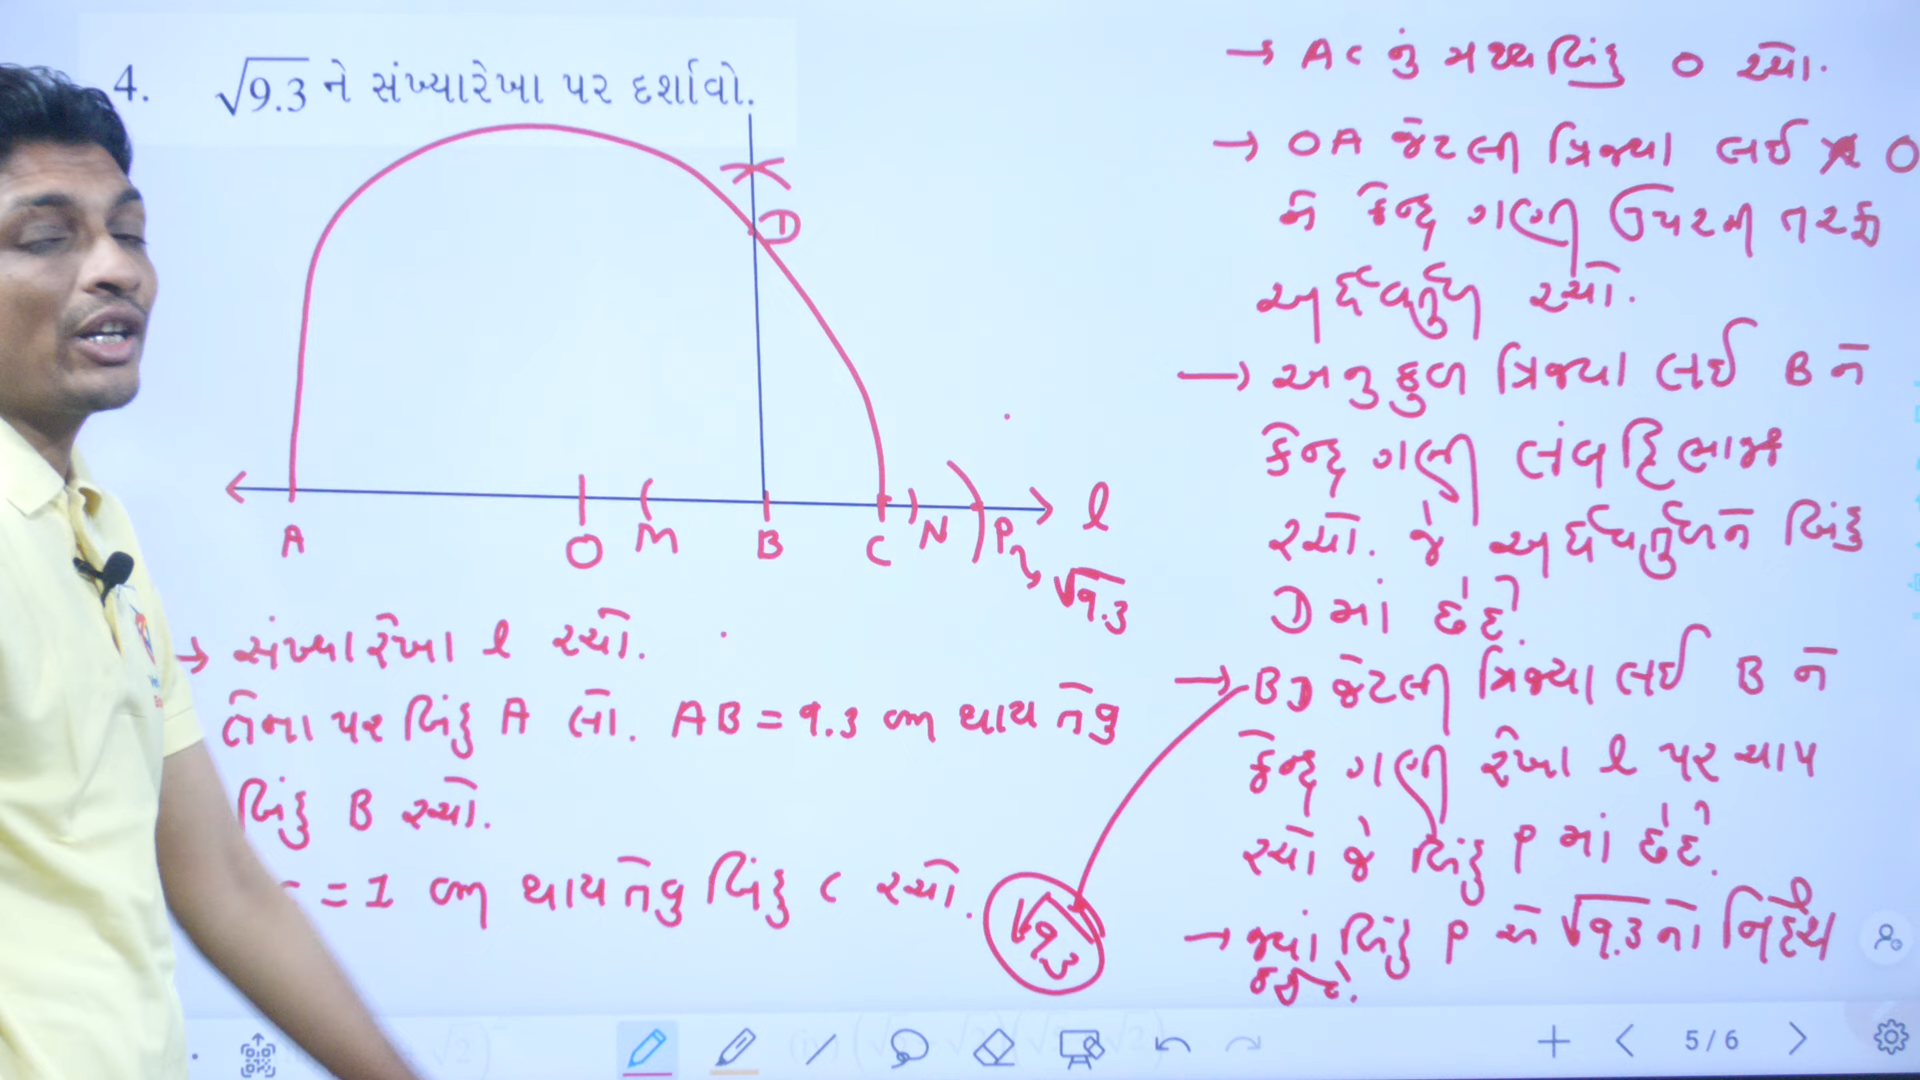 4. √9.3 ને સંખ્યારેખા પર દર્શાવો.
D
A O M B C N P l
√9.3
→ સંખ્યારેખા l રચો.
તેના પર બિંદુ A લો. AB = 9.3 cm થાય તેવુ
બિંદુ B રચો.
= 1 cm થાય તેવુ બિંદુ C રચો.
√9.3
→ AC નું મધ્યબિંદુ O રચો.
→ OA જેટલી ત્રિજ્યા લઈ O
ને કેન્દ્ર ગણી ઉપરની તરફ
અર્ધવર્તુળ રચો.
→ અનુકુળ ત્રિજ્યા લઈ B ને
કેન્દ્ર ગણી લંબદ્વિભાજક
રચો. જે અર્ધવર્તુળને બિંદુ
D માં છેદે.
→ BD જેટલી ત્રિજ્યા લઈ B ને
કેન્દ્ર ગણી રેખા l પર ચાપ
રચો જે બિંદુ P માં છેદે.
→ જ્યાં બિંદુ P એ √9.3 નો નિર્દેશ
કરે છે.
5/6